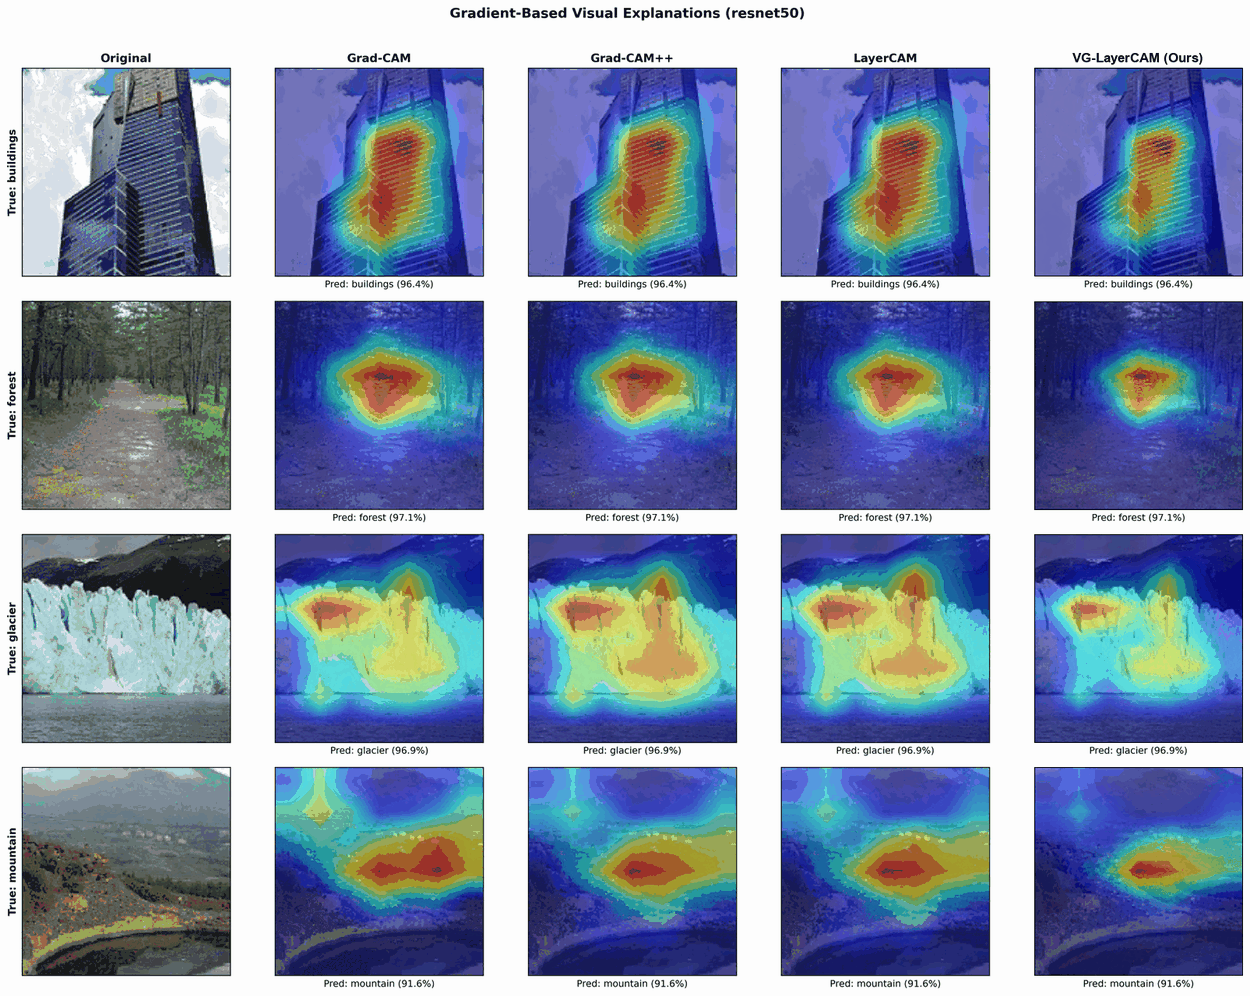 Gradient-Based Visual Explanations (resnet50)
Original
Grad-CAM
Grad-CAM++
LayerCAM
VG-LayerCAM (Ours)
True: buildings
Pred: buildings (96.4%)
Pred: buildings (96.4%)
Pred: buildings (96.4%)
Pred: buildings (96.4%)
True: forest
Pred: forest (97.1%)
Pred: forest (97.1%)
Pred: forest (97.1%)
Pred: forest (97.1%)
True: glacier
Pred: glacier (96.9%)
Pred: glacier (96.9%)
Pred: glacier (96.9%)
Pred: glacier (96.9%)
True: mountain
Pred: mountain (91.6%)
Pred: mountain (91.6%)
Pred: mountain (91.6%)
Pred: mountain (91.6%)